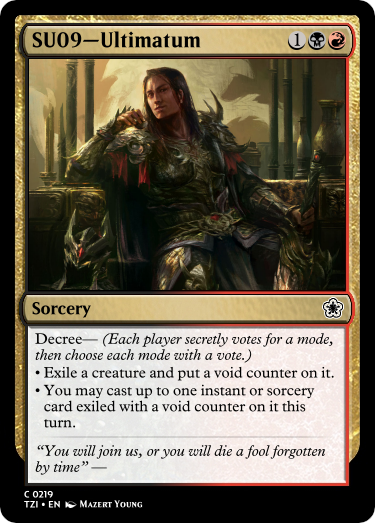 SU09—Ultimatum 1
Sorcery
Decree— (Each player secretly votes for a mode,
then choose each mode with a vote.)
• Exile a creature and put a void counter on it.
• You may cast up to one instant or sorcery
card exiled with a void counter on it this
turn.
“You will join us, or you will die a fool forgotten
by time” —
C 0219
TZI • EN Mazert Young